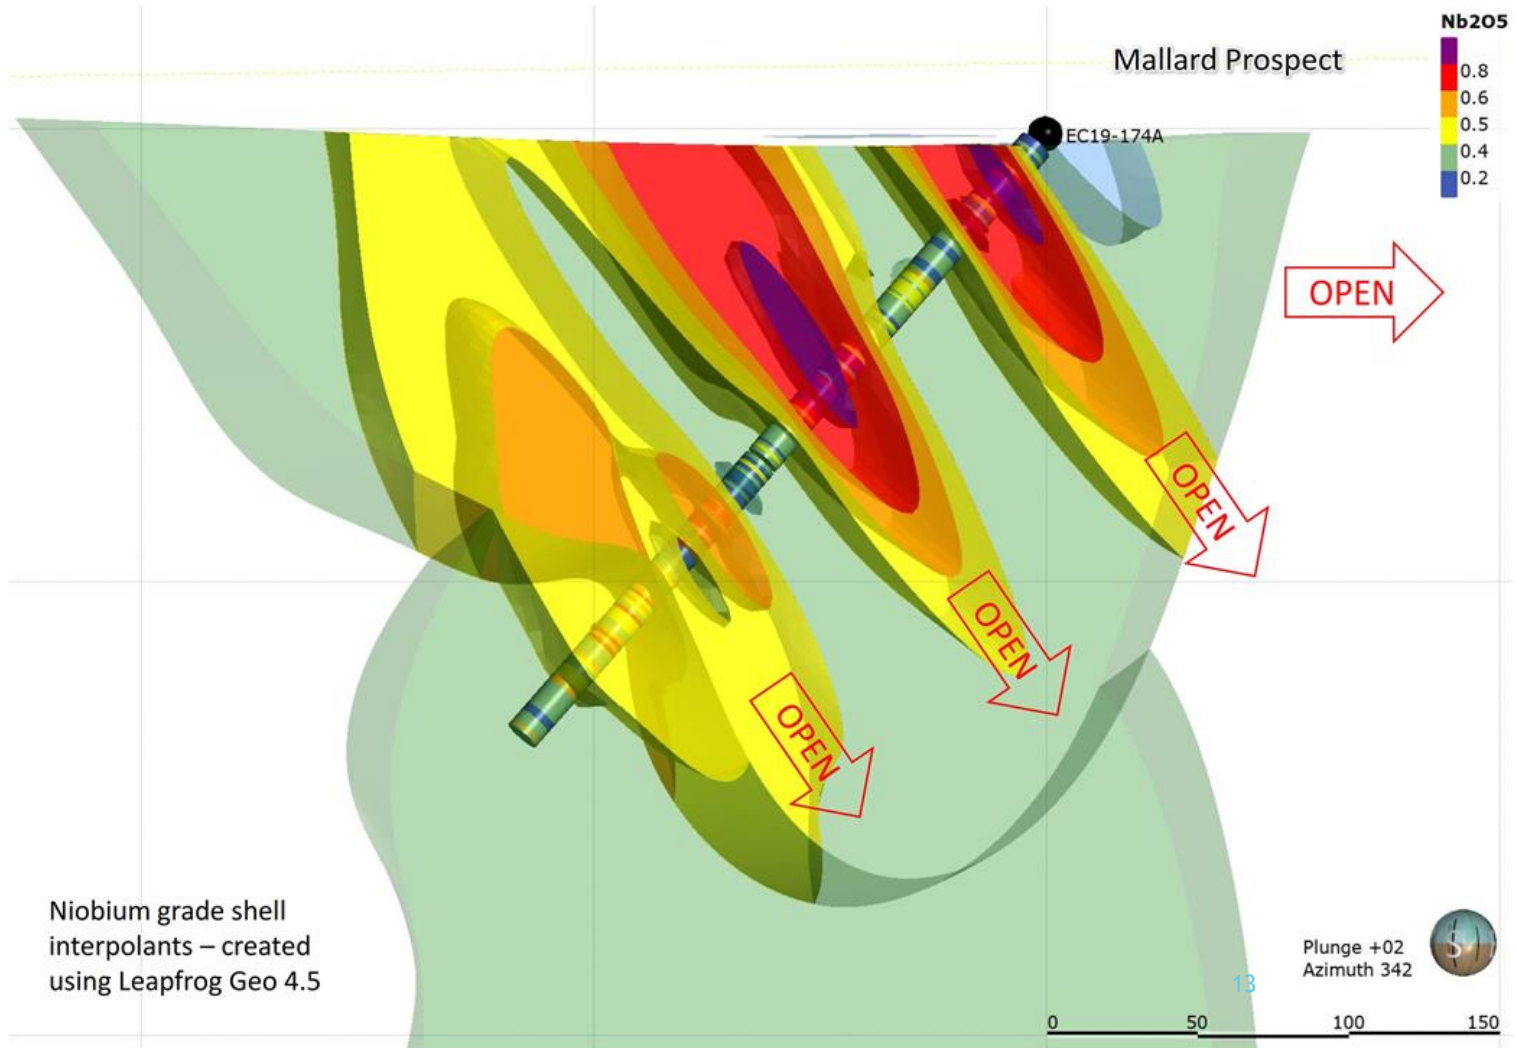 Nb2O5
Mallard Prospect
0.8
0.6
0.5
0.4
0.2
EC19-174A
OPEN
OPEN
OPEN
OPEN
Niobium grade shell
interpolants – created
using Leapfrog Geo 4.5
Plunge +02
Azimuth 342
S
13
0 50 100 150